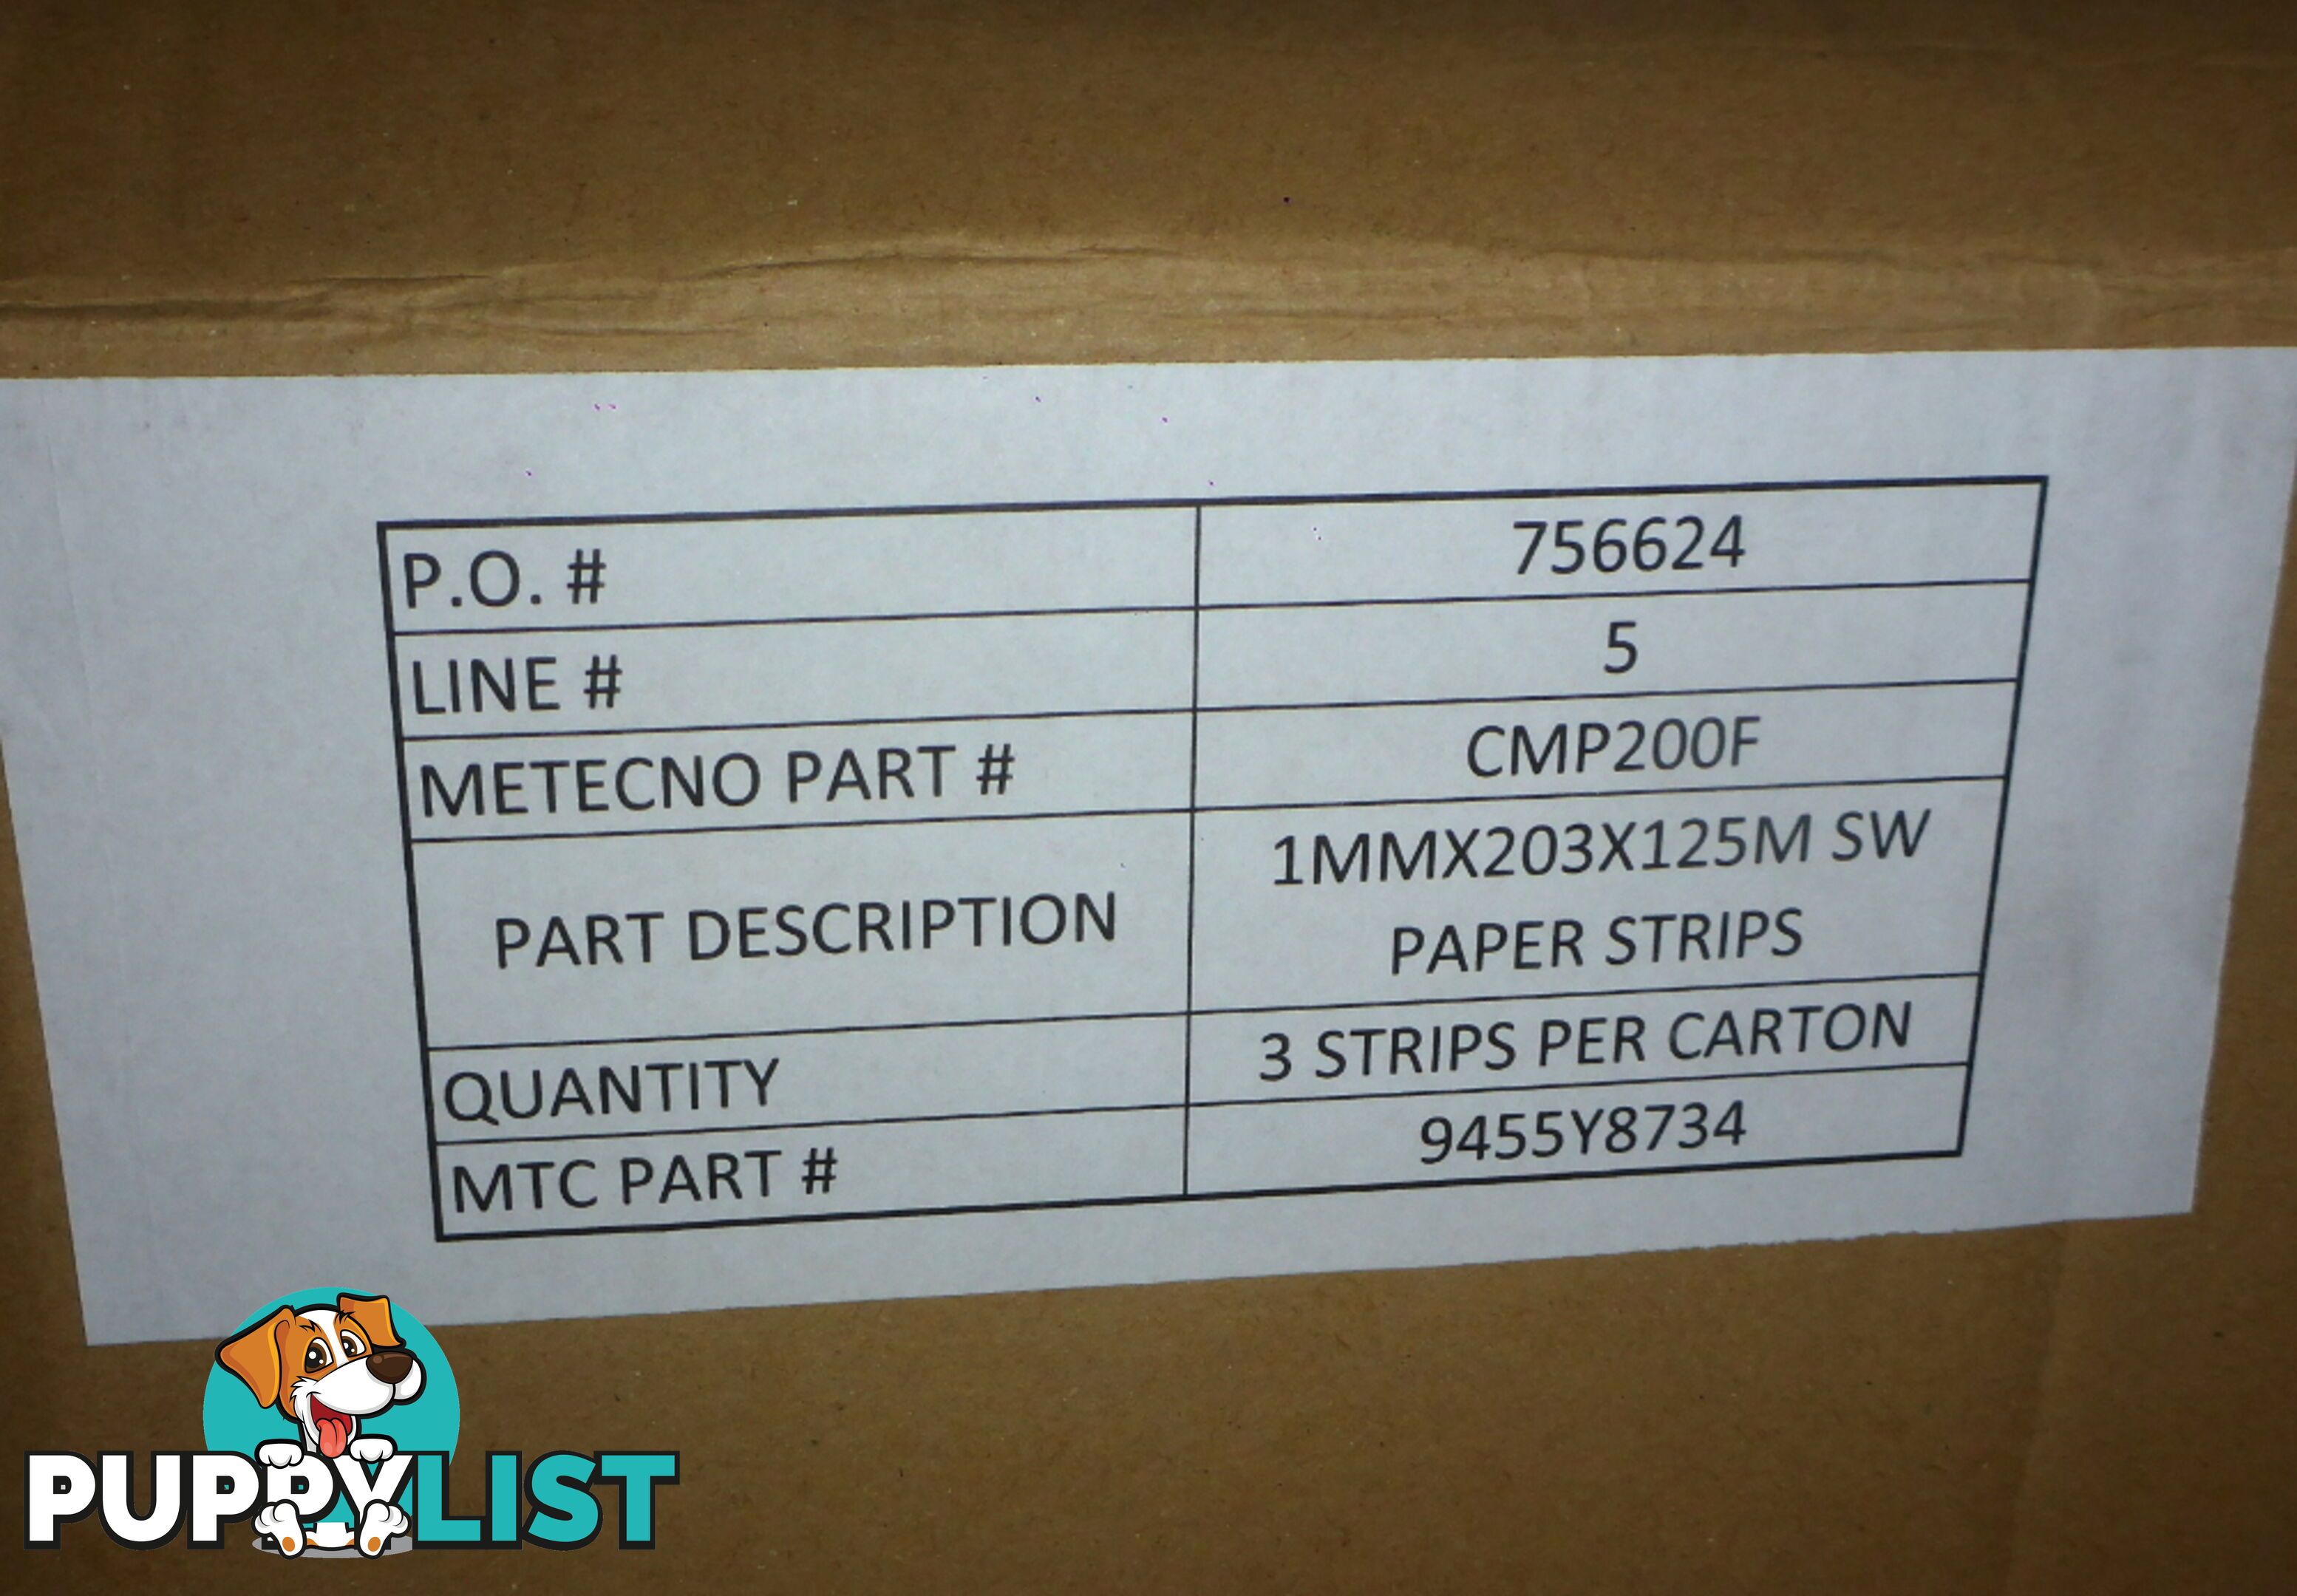 P.O. # 756624
LINE # 5
METECNO PART # CMP200F
PART DESCRIPTION 1MMX203X125M SW
PAPER STRIPS
QUANTITY 3 STRIPS PER CARTON
MTC PART # 9455Y8734
PUPPYLIST